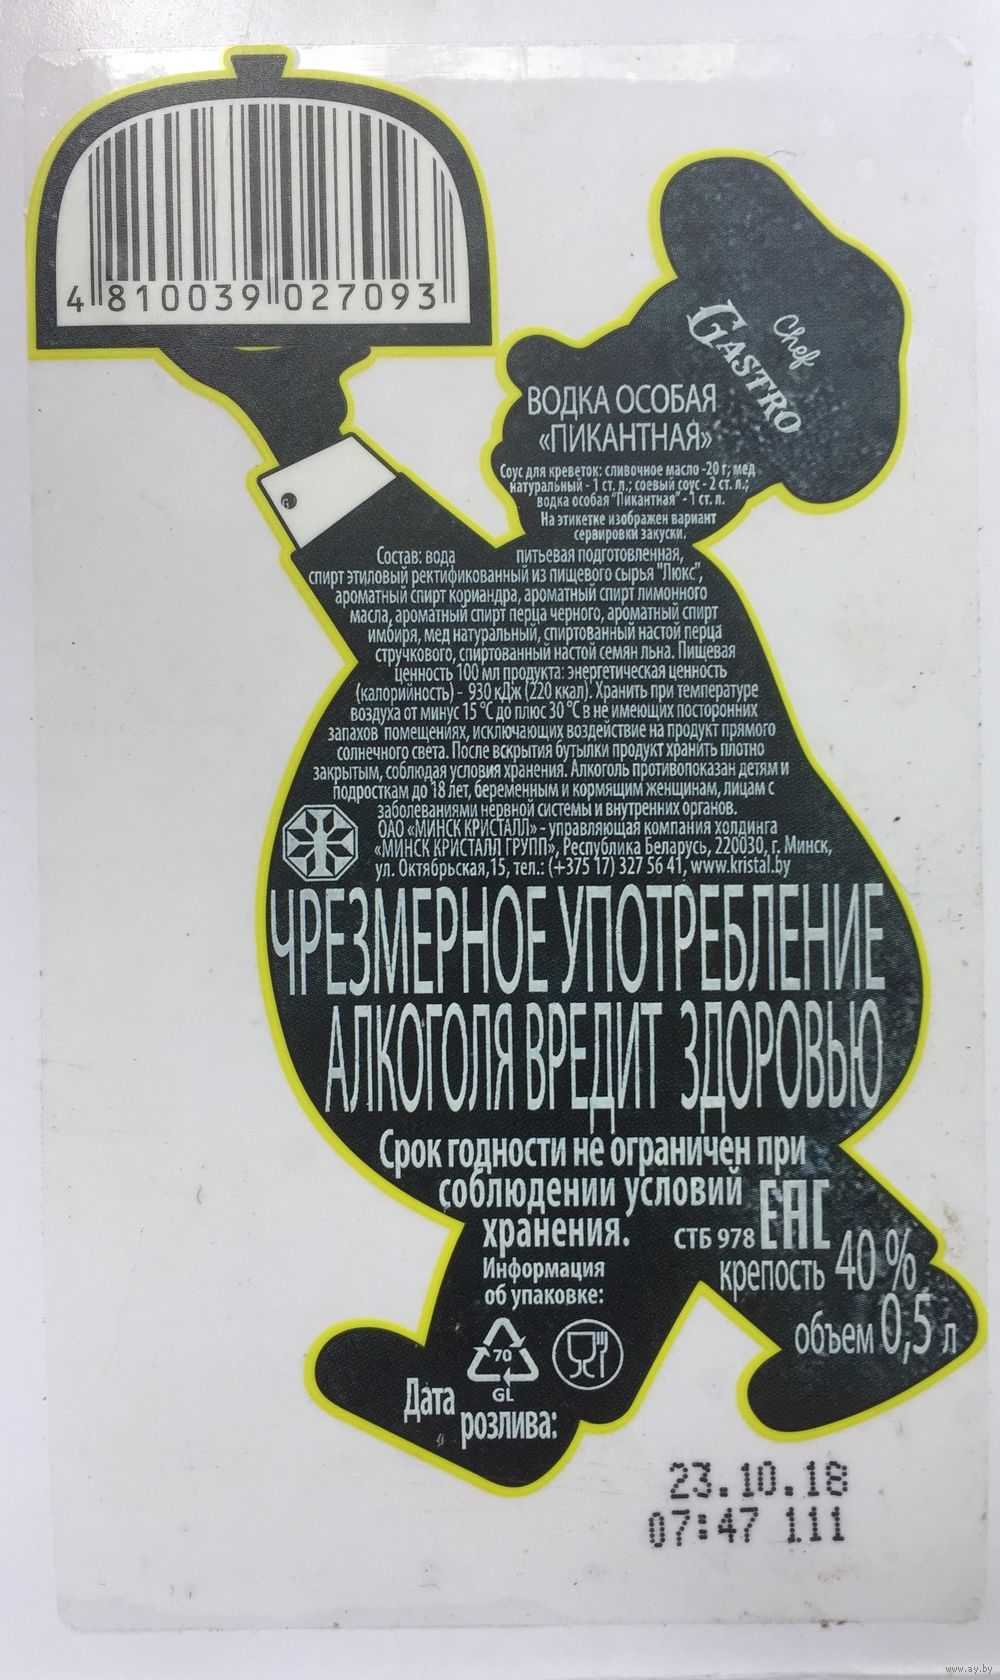 4 810039 027093
Chef
GASTRO
ВОДКА ОСОБАЯ
«ПИКАНТНАЯ»
Соус для креветок: сливочное масло -20 г; мед
натуральный - 1 ст. л.; соевый соус - 2 ст. л.;
водка особая "Пикантная" - 1 ст. л.
На этикетке изображен вариант
сервировки закуски.
Состав: вода питьевая подготовленная,
спирт этиловый ректификованный из пищевого сырья "Люкс",
ароматный спирт кориандра, ароматный спирт лимонного
масла, ароматный спирт перца черного, ароматный спирт
имбиря, мед натуральный, спиртованный настой перца
стручкового, спиртованный настой семян льна. Пищевая
ценность 100 мл продукта: энергетическая ценность
(калорийность) - 930 кДж (220 ккал). Хранить при температуре
воздуха от минус 15 °С до плюс 30 °С в не имеющих посторонних
запахов помещениях, исключающих воздействие на продукт прямого
солнечного света. После вскрытия бутылки продукт хранить плотно
закрытым, соблюдая условия хранения. Алкоголь противопоказан детям и
подросткам до 18 лет, беременным и кормящим женщинам, лицам с
заболеваниями нервной системы и внутренних органов.
ОАО «МИНСК КРИСТАЛЛ» - управляющая компания холдинга
«МИНСК КРИСТАЛЛ ГРУПП», Республика Беларусь, 220030, г. Минск,
ул. Октябрьская,15, тел.: (+375 17) 327 56 41, www.kristal.by
ЧРЕЗМЕРНОЕ УПОТРЕБЛЕНИЕ
АЛКОГОЛЯ ВРЕДИТ ЗДОРОВЬЮ
Срок годности не ограничен при
соблюдении условий
хранения.
СТБ 978 EAC
Информация
об упаковке:
крепость 40 %
объем 0,5 л
70
GL
Дата
розлива:
23.10.18
07:47 111
www.ay.by